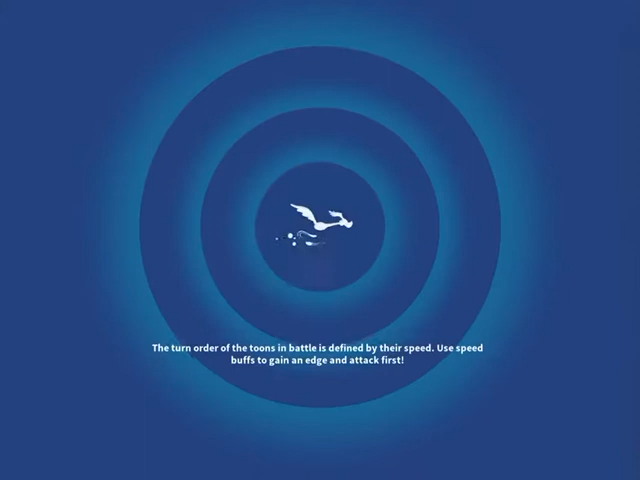 The turn order of the toons in battle is defined by their speed. Use speed
buffs to gain an edge and attack first!